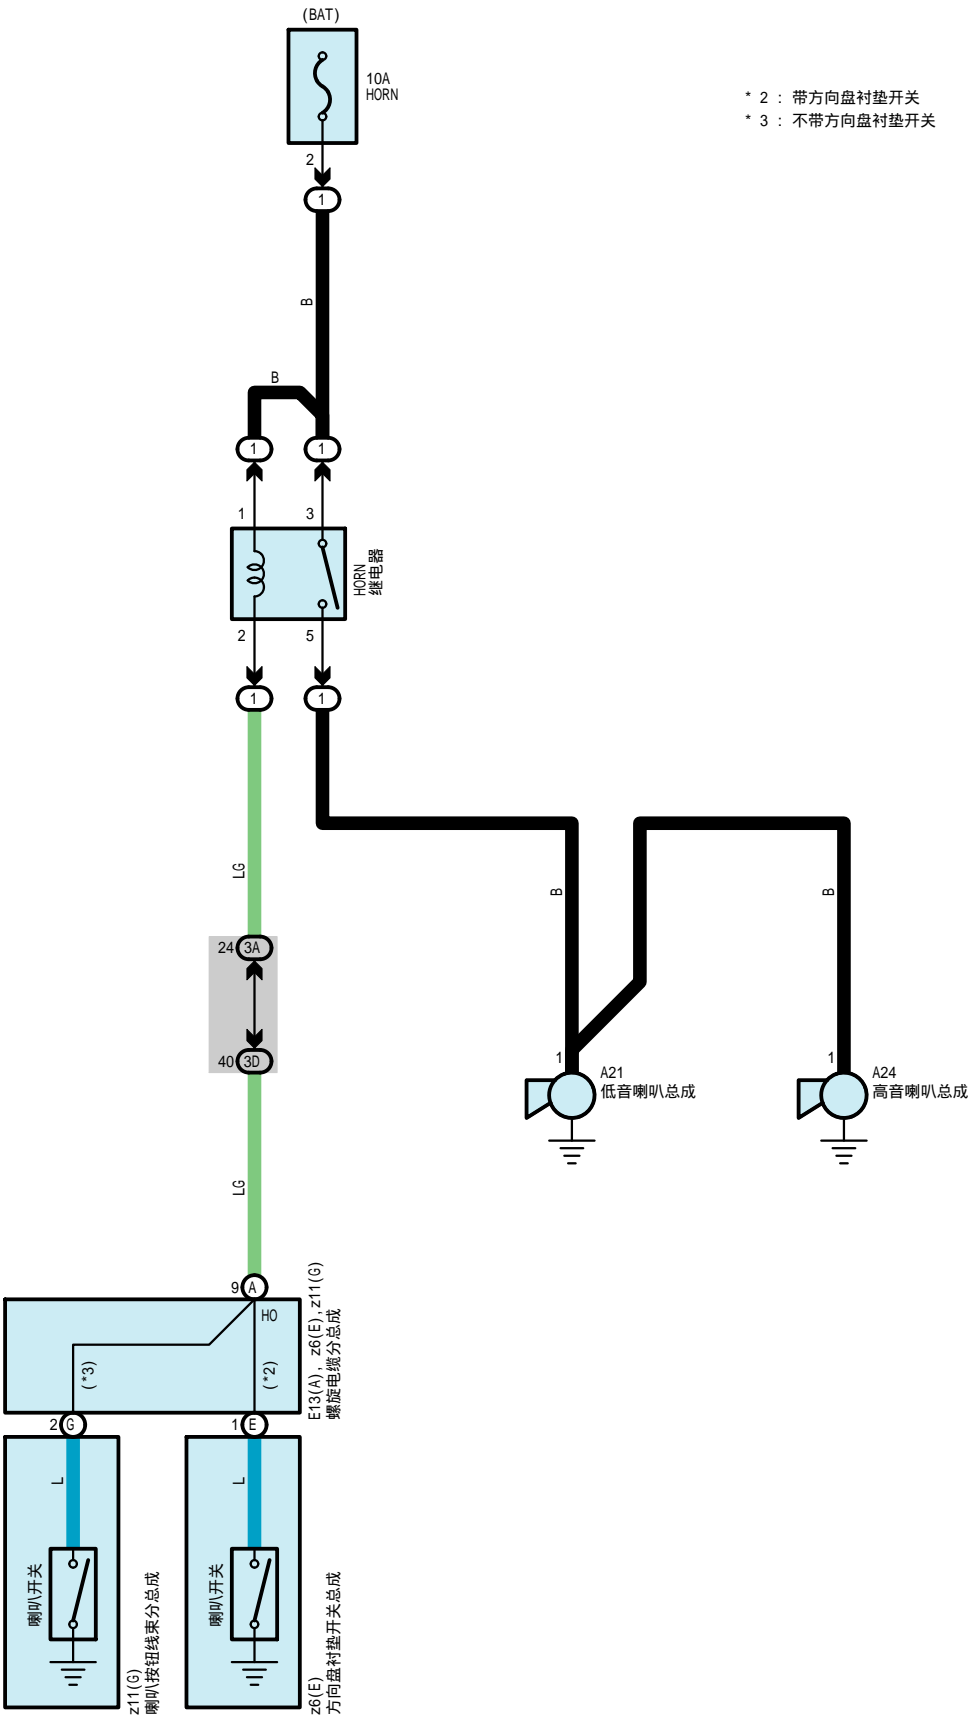 (BAT)
10A
HORN
* 2 : 带方向盘衬垫开关
* 3 : 不带方向盘衬垫开关
2
1
B
B
1
1
1
3
HORN
继电器
2
5
1
1
LG
B
B
24
3A
40
3D
1
A21
低音喇叭总成
1
A24
高音喇叭总成
LG
9
A
HO
(*3)
(*2)
E13(A), z6(E),z11(G)
螺旋电缆分总成
2
G
1
E
L
L
喇叭开关
喇叭开关
z11(G)
喇叭按钮线束分总成
z6(E)
方向盘衬垫开关总成